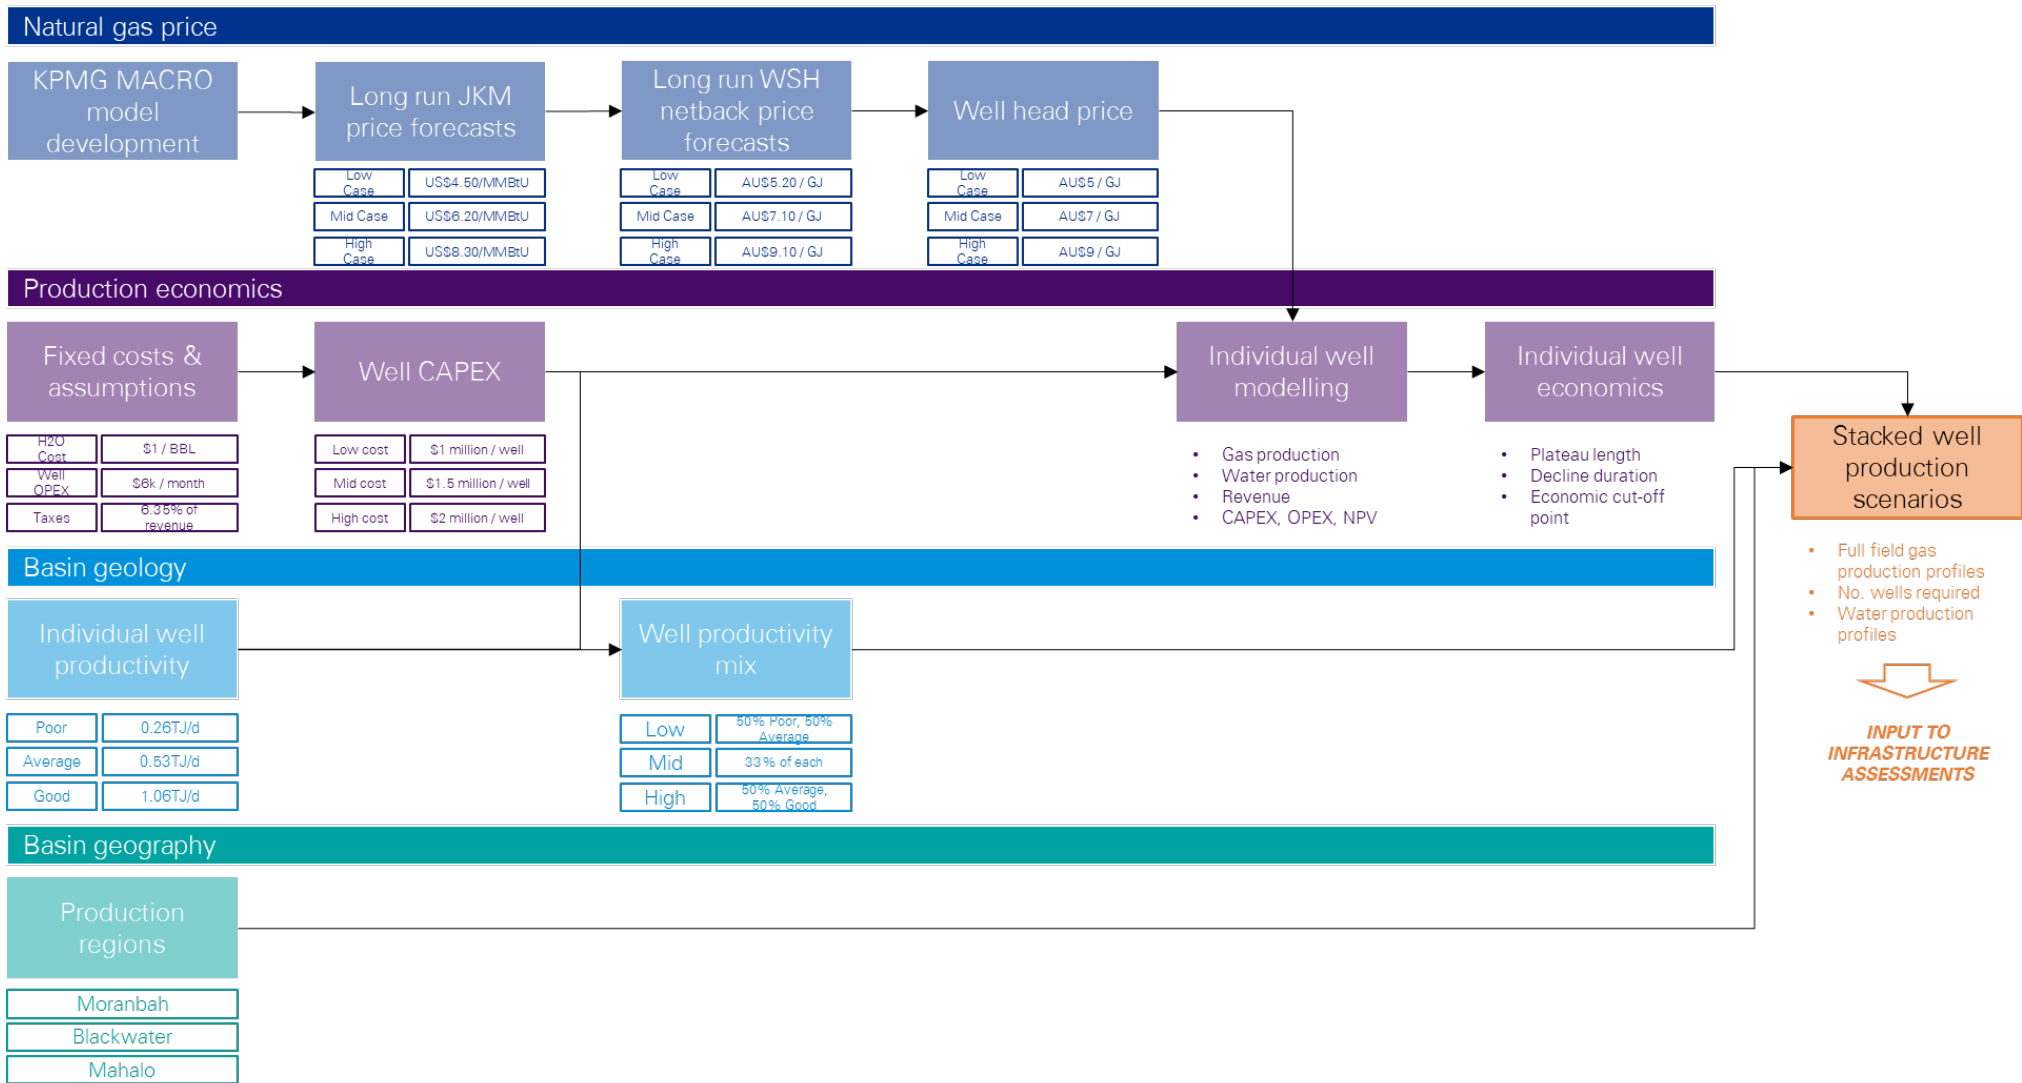 Natural gas price
KPMG MACRO
model
development
Long run JKM
price forecasts
Long run WSH
netback price
forecasts
Well head price
Low
Case
US$4.50/MMBtU
Mid Case
US$6.20/MMBtU
High
Case
US$8.30/MMBtU
Low
Case
AU$5.20 / GJ
Mid Case
AU$7.10 / GJ
High
Case
AU$9.10 / GJ
Low
Case
AU$5 / GJ
Mid Case
AU$7 / GJ
High
Case
AU$9 / GJ
Production economics
Fixed costs &
assumptions
Well CAPEX
Individual well
modelling
Individual well
economics
H2O
Cost
$1 / BBL
Well
OPEX
$6k / month
Taxes
6.35% of
revenue
Low cost
$1 million / well
Mid cost
$1.5 million / well
High cost
$2 million / well
• Gas production
• Water production
• Revenue
• CAPEX, OPEX, NPV
• Plateau length
• Decline duration
• Economic cut-off
point
Stacked well
production
scenarios
• Full field gas
production profiles
• No. wells required
• Water production
profiles
INPUT TO
INFRASTRUCTURE
ASSESSMENTS
Basin geology
Individual well
productivity
Well productivity
mix
Poor
0.26TJ/d
Average
0.53TJ/d
Good
1.06TJ/d
Low
50% Poor, 50%
Average
Mid
33% of each
High
50% Average,
50% Good
Basin geography
Production
regions
Moranbah
Blackwater
Mahalo